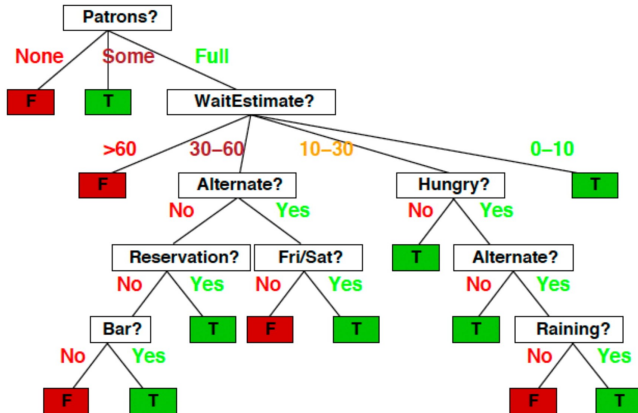 Patrons?
None Some Full
F T WaitEstimate?
>60 30–60 10–30 0–10
F Alternate? Hungry? T
No Yes No Yes
Reservation? Fri/Sat? T Alternate?
No Yes No Yes No Yes
Bar? T F T T Raining?
No Yes No Yes
F T F T